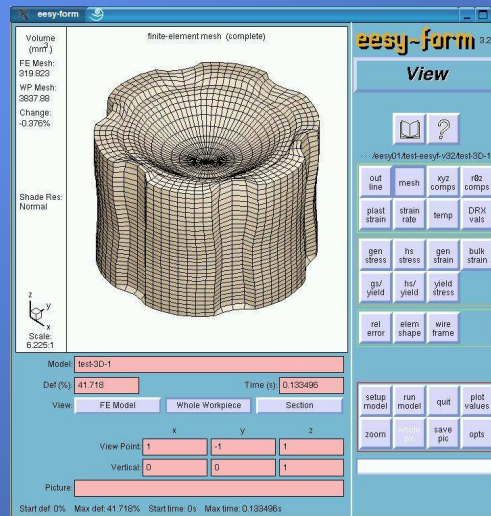 eesy-form
Volume
(mm3)
FE Mesh:
319.823
WP Mesh:
3837.88
Change:
-0.376%
Shade Res:
Normal
z
y
x
Scale:
6.225:1
finite-element mesh (complete)
eesy-form 3.2
View
?
/eesy01/test-eesyf-v32/test-3D-1
out line
mesh
xyz comps
rθz comps
plast strain
strain rate
temp
DRX vals
gen stress
hs stress
gen strain
bulk strain
gs/ yield
hs/ yield
yield stress
rel error
elem shape
wire frame
setup model
run model
quit
plot values
zoom
whole pic
save pic
opts
Model: test-3D-1
Def (%): 41.718 Time (s): 0.133496
View: FE Model Whole Workpiece Section
x y z
View Point: 1 -1 1
Vertical: 0 0 1
Picture:
Start def: 0% Max def: 41.718% Start time: 0s Max time: 0.133496s